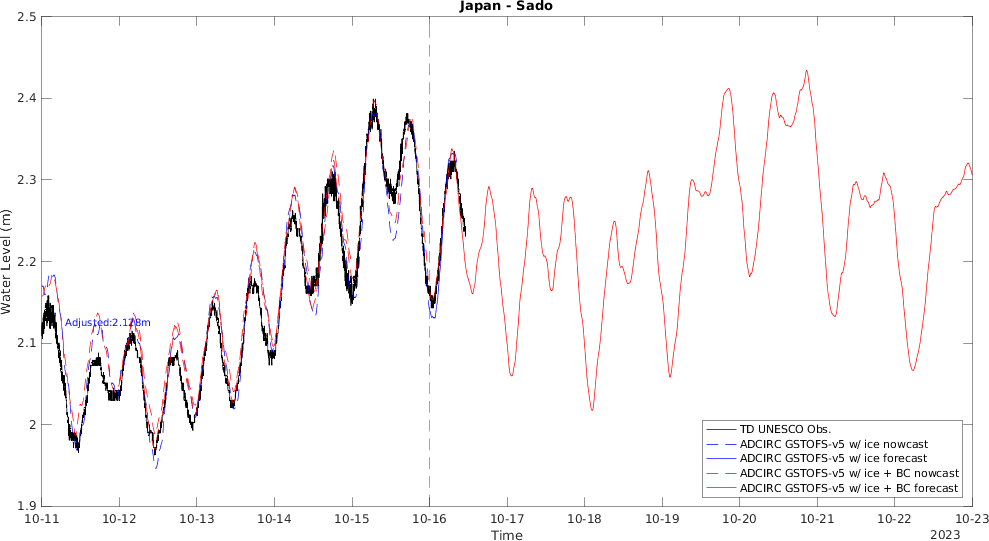 Japan - Sado
2.5
2.4
2.3
2.2
2.1
2
1.9
Water Level (m)
Adjusted:2.128m
TD UNESCO Obs.
ADCIRC GSTOFS-v5 w/ ice nowcast
ADCIRC GSTOFS-v5 w/ ice forecast
ADCIRC GSTOFS-v5 w/ ice + BC nowcast
ADCIRC GSTOFS-v5 w/ ice + BC forecast
10-11 10-12 10-13 10-14 10-15 10-16 10-17 10-18 10-19 10-20 10-21 10-22 10-23
Time
2023